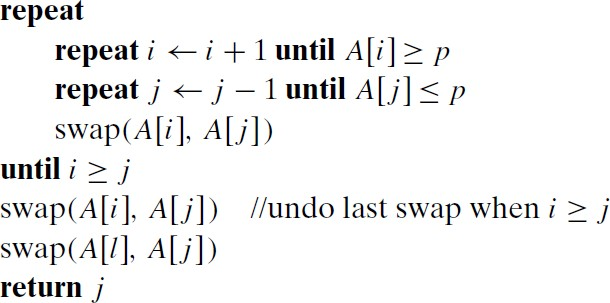 repeat
repeat i ← i + 1 until A[i] ≥ p
repeat j ← j − 1 until A[j] ≤ p
swap(A[i], A[j])
until i ≥ j
swap(A[i], A[j]) //undo last swap when i ≥ j
swap(A[l], A[j])
return j